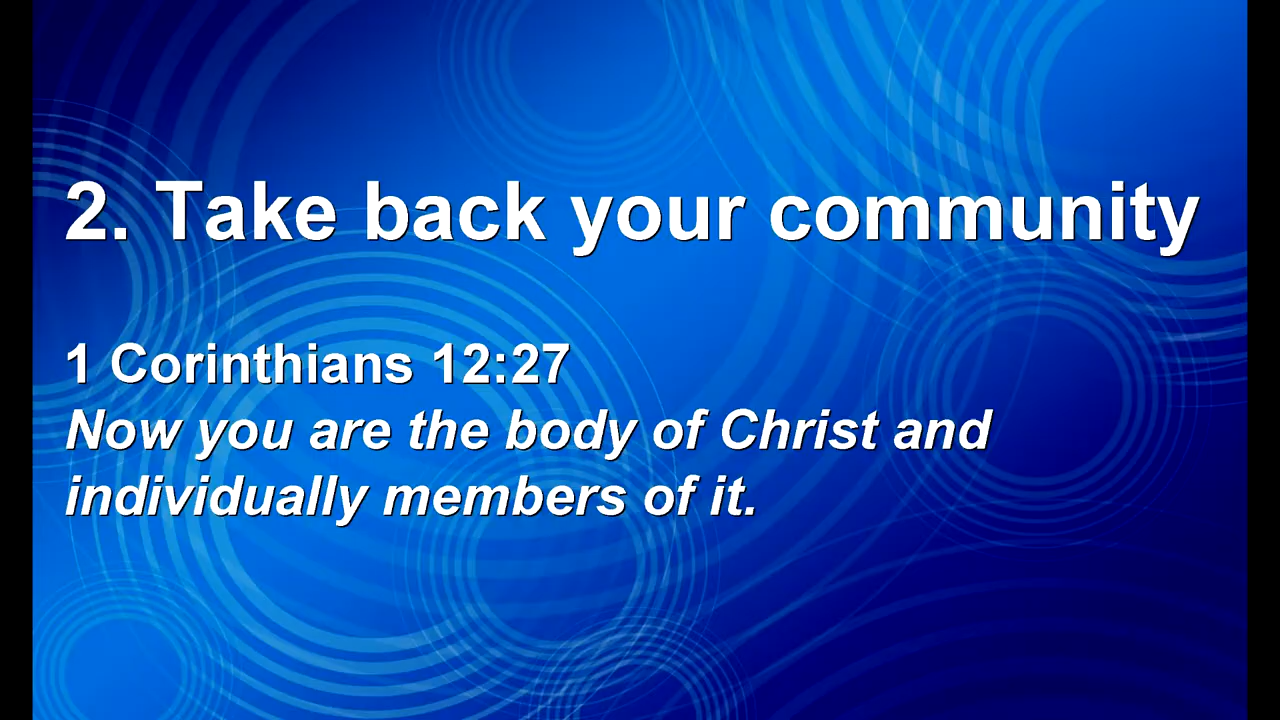 2. Take back your community
1 Corinthians 12:27
Now you are the body of Christ and
individually members of it.